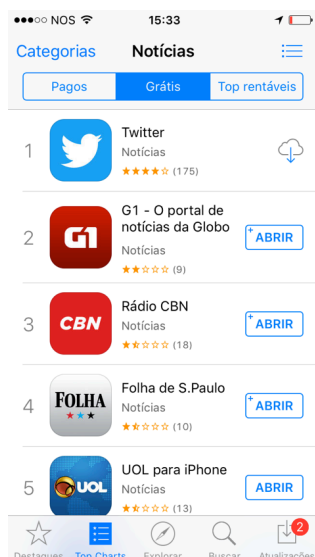 NOS 15:33
Categorias Notícias
Pagos Grátis Top rentáveis
1 Twitter
Notícias
(175)
2 G1 G1 - O portal de
notícias da Globo
Notícias
(9)
+ ABRIR
3 CBN Rádio CBN
Notícias
(18)
+ ABRIR
4 FOLHA Folha de S.Paulo
Notícias
(10)
+ ABRIR
5 UOL UOL para iPhone
Notícias
(13)
ABRIR
2
Destaques Top Charts Explorar Buscar Atualizações